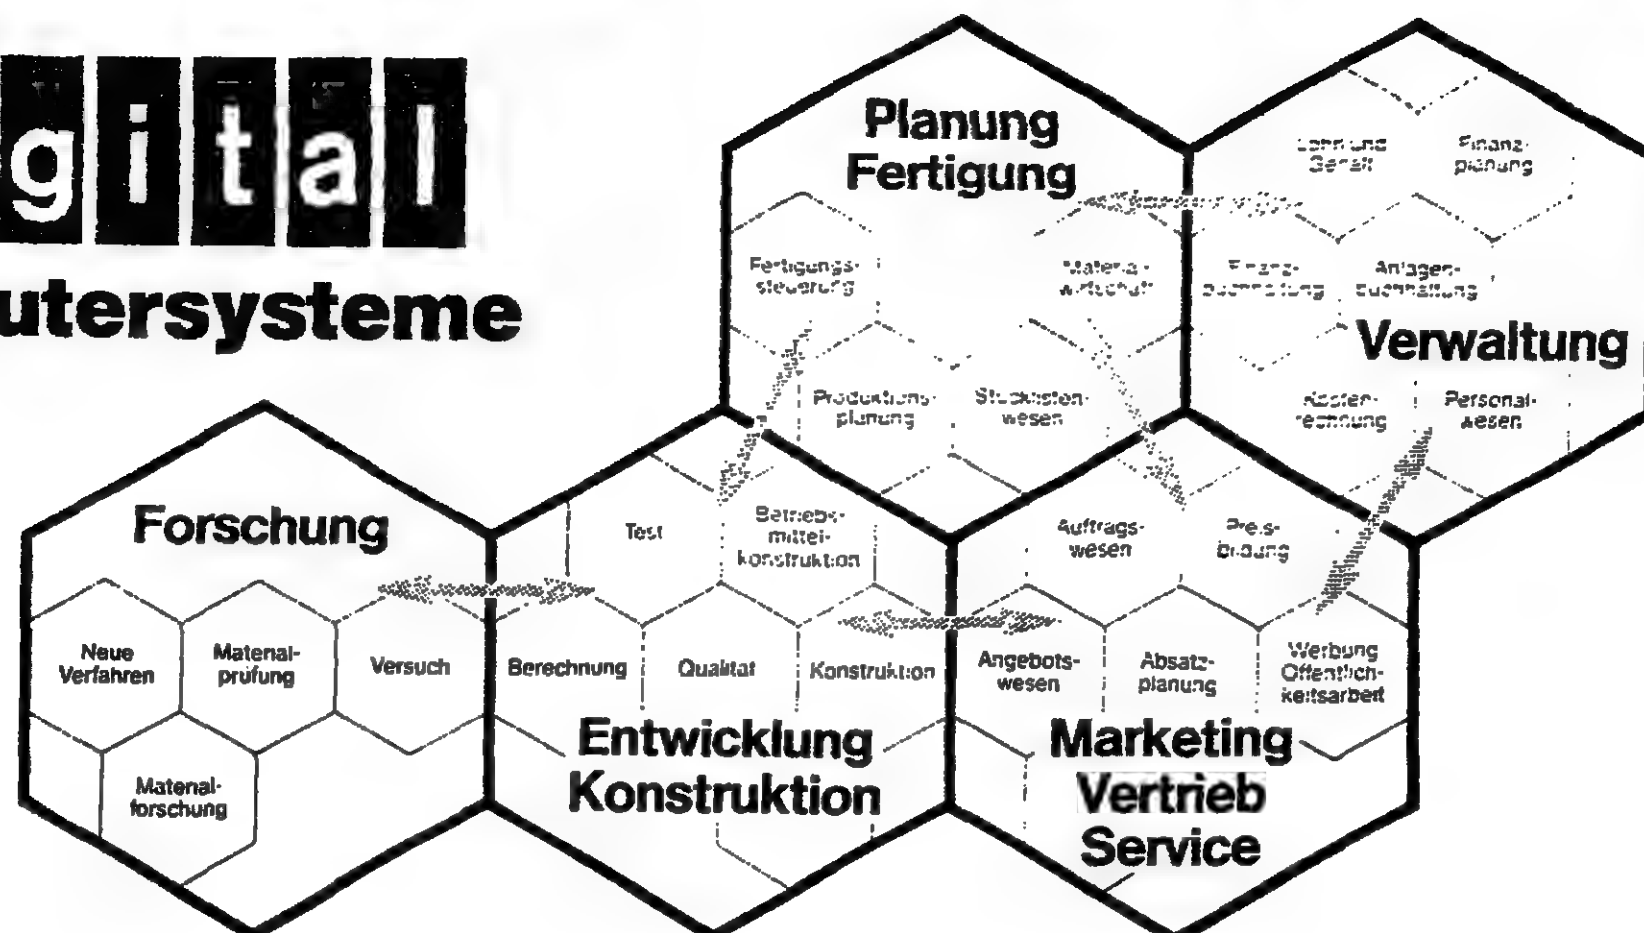 gital
utersysteme
Planung
Fertigung
Lohn und
Gehalt
Finanz-
planung
Fertigungs-
steuerung
Material-
wirtschaft
Finanz-
buchhaltung
Anlagen-
buchhaltung
Verwaltung
Produktions-
planung
Stücklisten-
wesen
Kosten-
rechnung
Personal-
wesen
Forschung
Test
Betriebs-
mittel-
konstruktion
Auftrags-
wesen
Preis-
bildung
Neue
Verfahren
Material-
prüfung
Versuch
Berechnung
Qualität
Konstruktion
Angebots-
wesen
Absatz-
planung
Werbung
Öffentlich-
keitsarbeit
Entwicklung
Konstruktion
Marketing
Vertrieb
Service
Material-
forschung